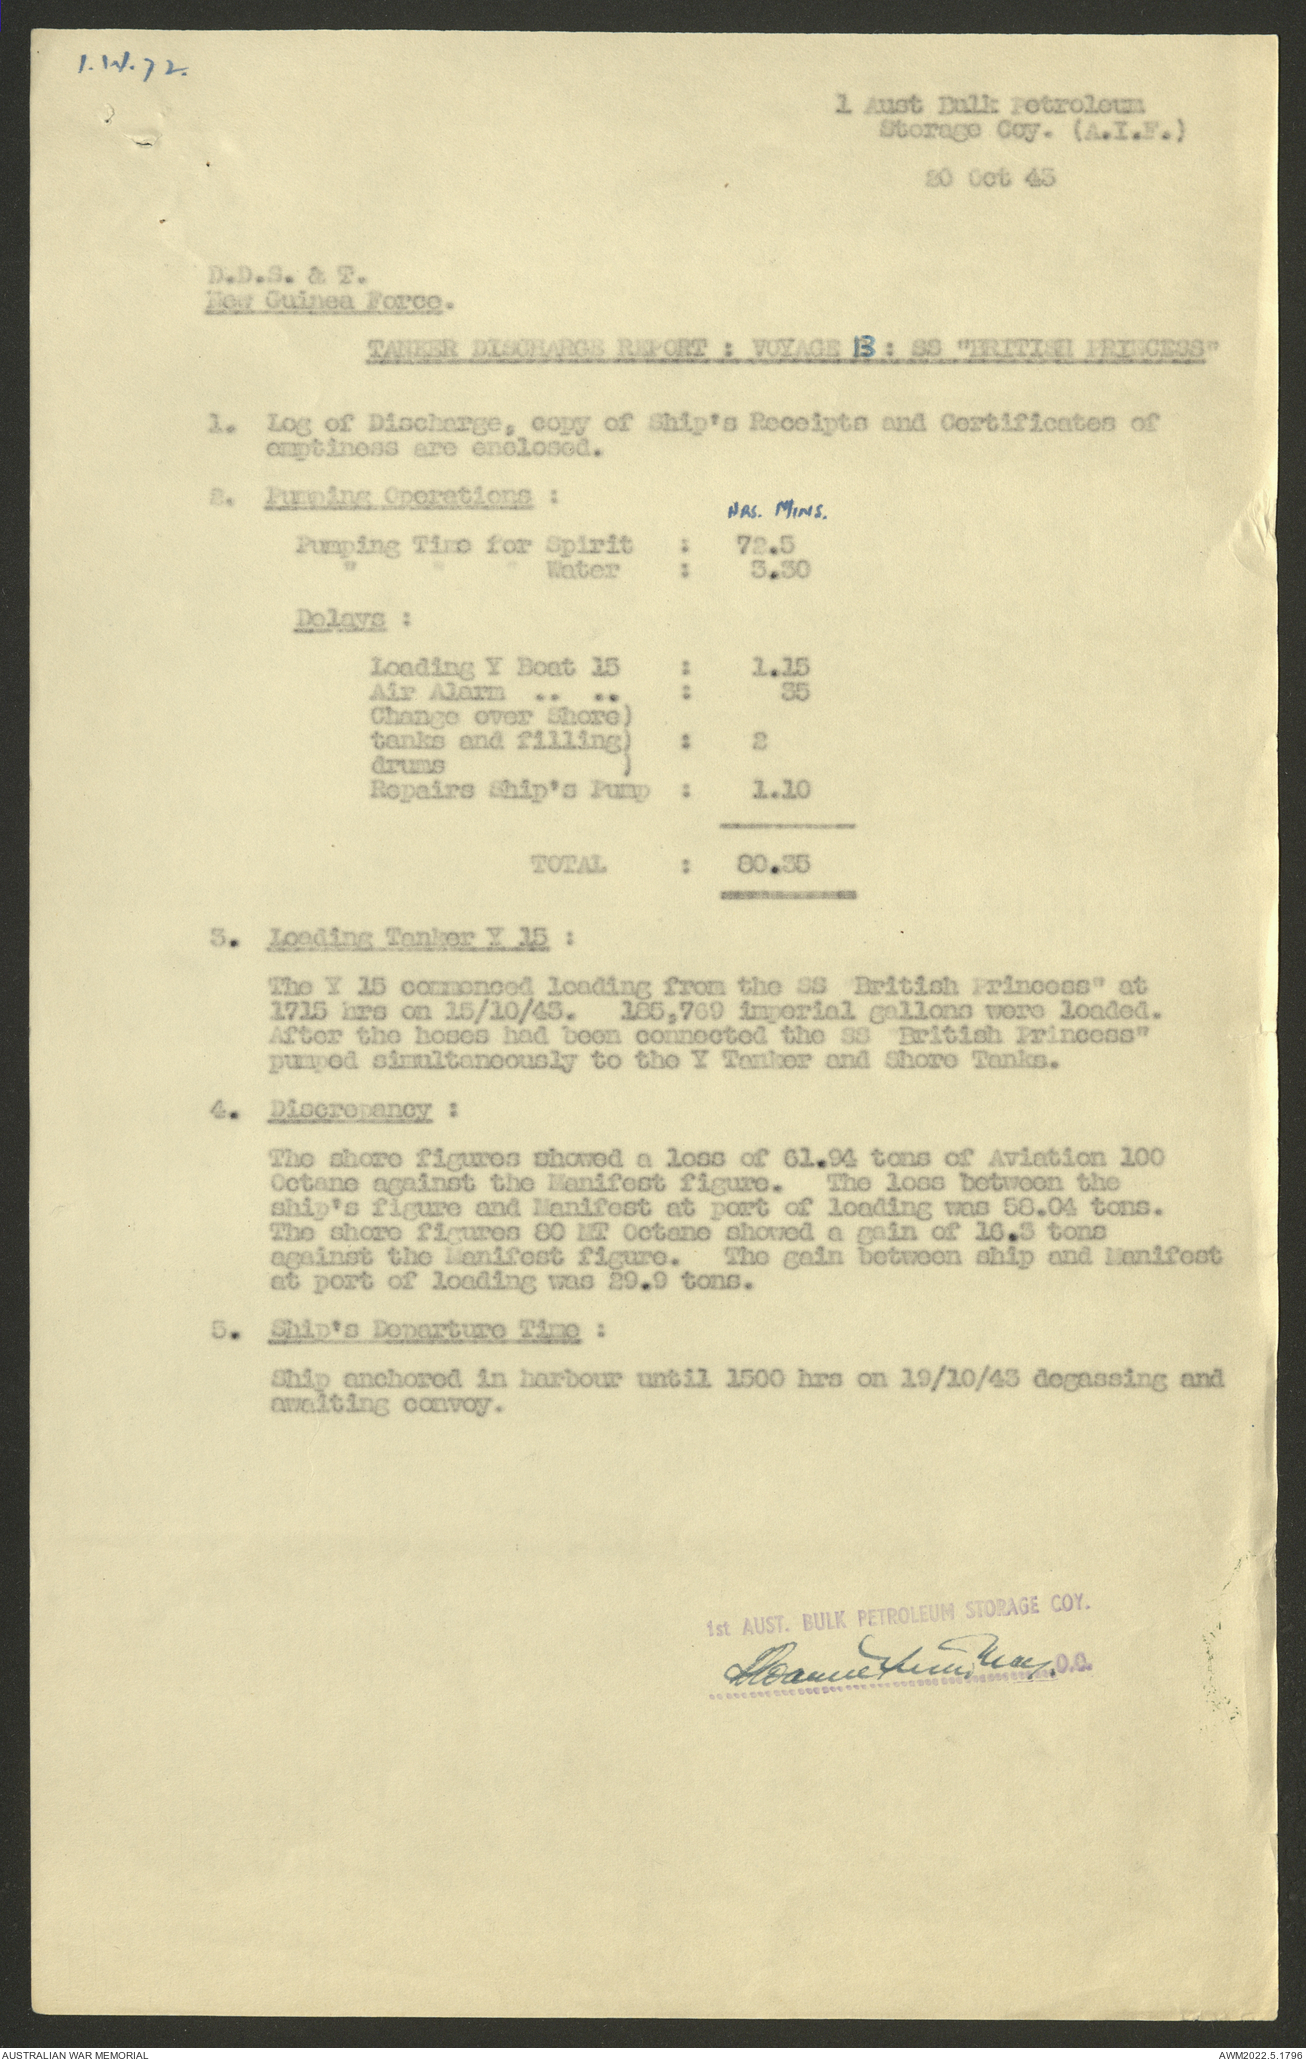 1.W.72.
1 Aust Bulk Petroleum
Storage Coy. (A.I.F.)
20 Oct 43
D.D.S. & T.
New Guinea Force.
TANKER DISCHARGE REPORT : VOYAGE B : SS "BRITISH PRINCESS"
1. Log of Discharge, copy of Ship's Receipts and Certificates of
emptiness are enclosed.
2. Pumping Operations :
HRS. MINS.
Pumping Time for Spirit : 72.5
" " " Water : 3.30
Delays :
Loading Y Boat 15 : 1.15
Air Alarm .. .. : 35
Change over Shore)
tanks and filling) : 2
drums )
Repairs Ship's Pump : 1.10
TOTAL : 80.35
3. Loading Tanker Y 15 :
The Y 15 commenced loading from the SS "British Princess" at
1715 hrs on 15/10/43. 185,769 imperial gallons were loaded.
After the hoses had been connected the SS "British Princess"
pumped simultaneously to the Y Tanker and Shore Tanks.
4. Discrepancy :
The shore figures showed a loss of 61.94 tons of Aviation 100
Octane against the Manifest figure. The loss between the
ship's figure and Manifest at port of loading was 58.04 tons.
The shore figures 80 MT Octane showed a gain of 16.3 tons
against the Manifest figure. The gain between ship and Manifest
at port of loading was 29.9 tons.
5. Ship's Departure Time :
Ship anchored in harbour until 1500 hrs on 19/10/43 degassing and
awaiting convoy.
1st AUST. BULK PETROLEUM STORAGE COY.
O.C.
AUSTRALIAN WAR MEMORIAL
AWM2022.5.1796